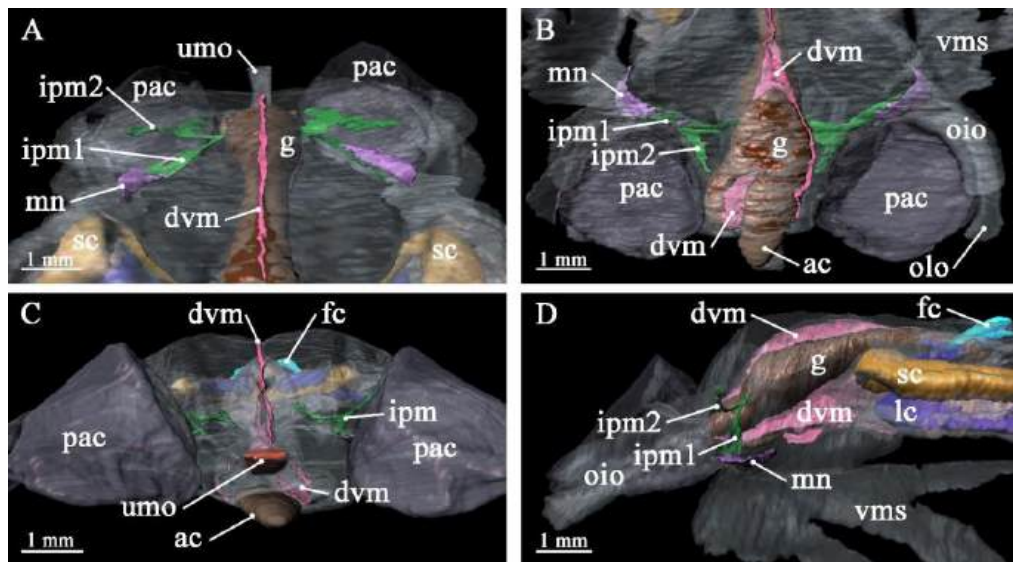 A
umo
pac
pac
ipm2
ipm1
g
mn
dvm
sc
sc
1 mm
B
dvm
vms
mn
ipm1
oio
ipm2
g
pac
pac
dvm
ac
olo
1 mm
C
dvm
fc
ipm
pac
pac
umo
dvm
ac
1 mm
D
dvm
fc
g
sc
ipm2
dvm
lc
ipm1
oio
mn
vms
1 mm